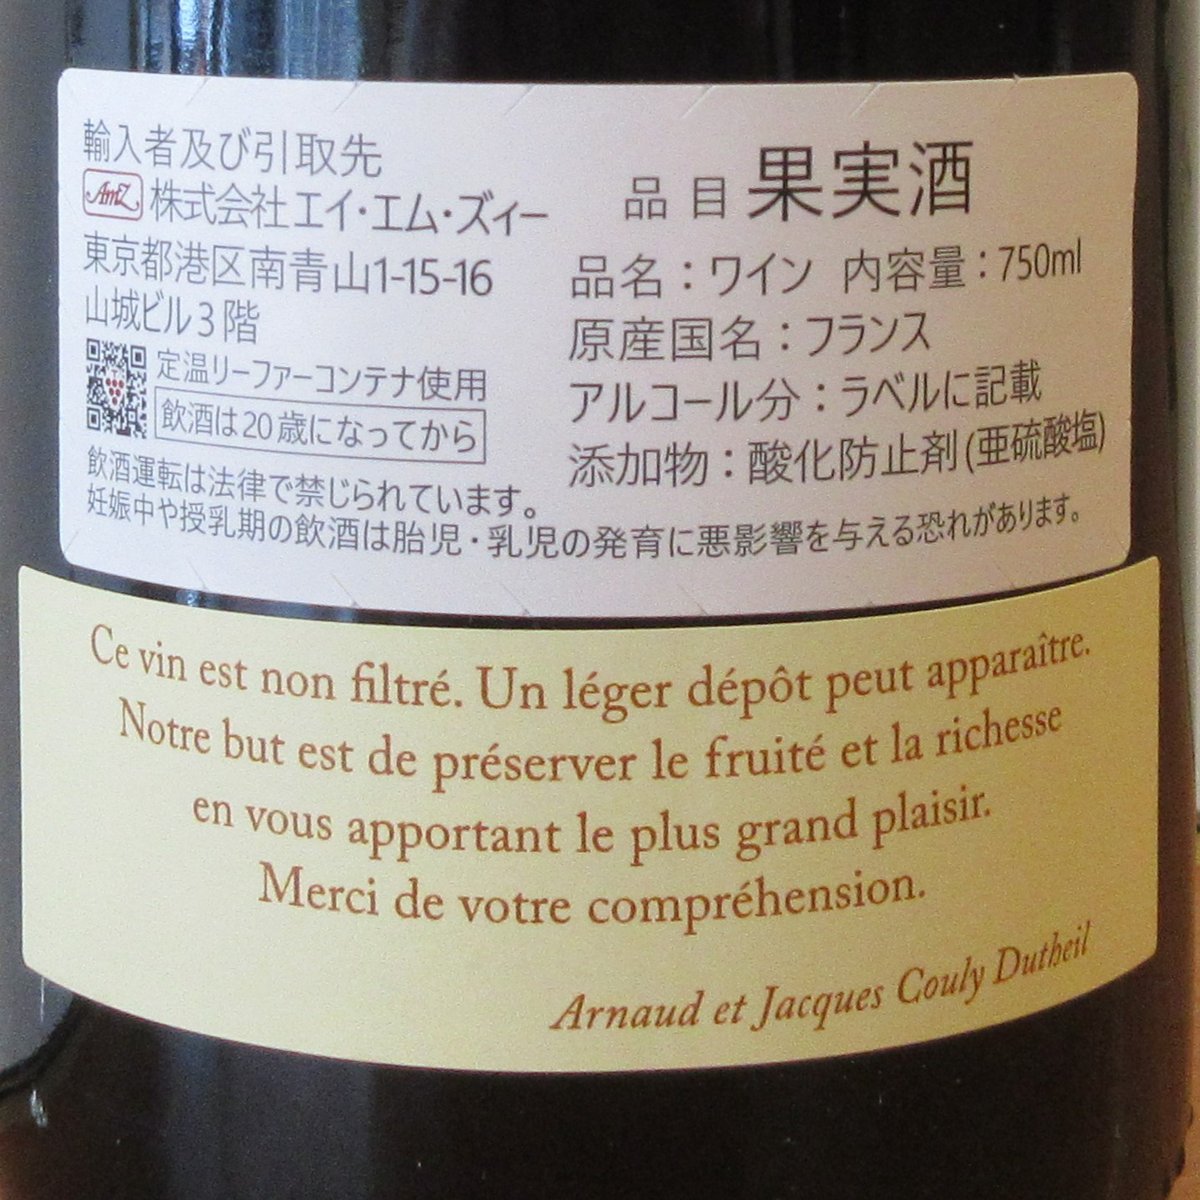 輸入者及び引取先
AmZ 株式会社エイ・エム・ズィー
東京都港区南青山1-15-16
山城ビル3階
定温リーファーコンテナ使用
飲酒は20歳になってから
品目 果実酒
品名：ワイン 内容量：750ml
原産国名：フランス
アルコール分：ラベルに記載
添加物：酸化防止剤(亜硫酸塩)
飲酒運転は法律で禁じられています。
妊娠中や授乳期の飲酒は胎児・乳児の発育に悪影響を与える恐れがあります。
Ce vin est non filtré. Un léger dépôt peut apparaître.
Notre but est de préserver le fruité et la richesse
en vous apportant le plus grand plaisir.
Merci de votre compréhension.
Arnaud et Jacques Couly Dutheil